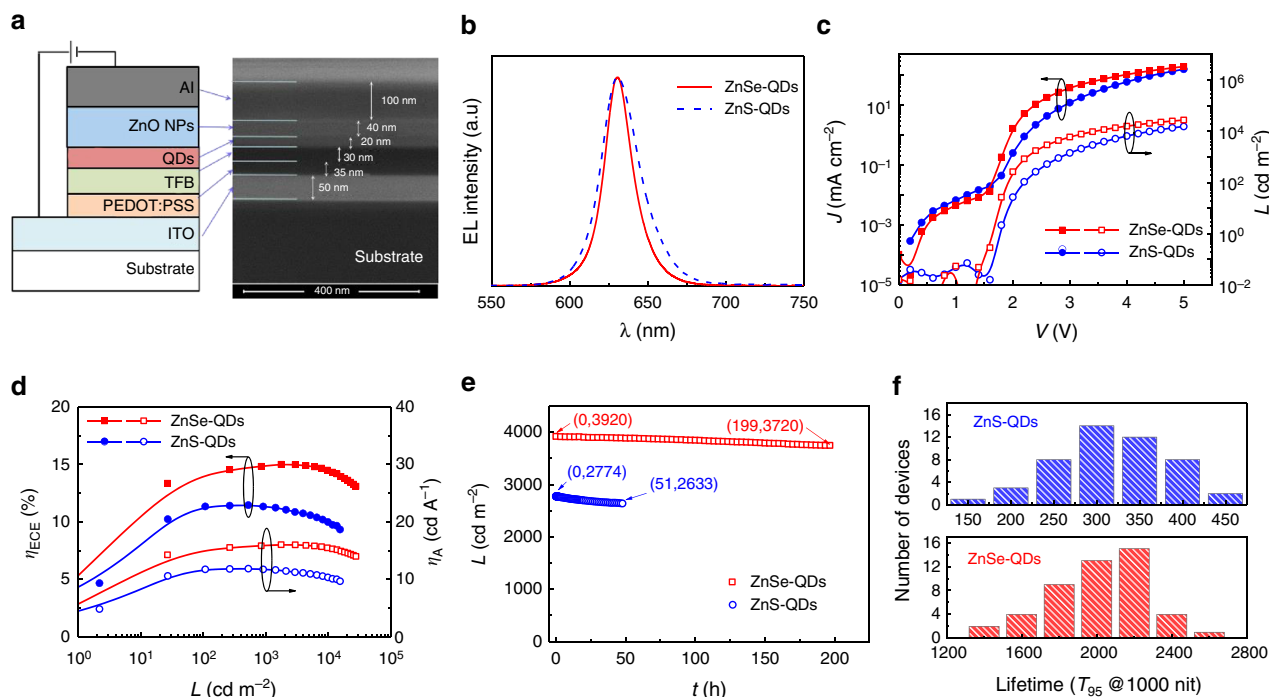 a
Al
ZnO NPs
QDs
TFB
PEDOT:PSS
ITO
Substrate
100 nm
40 nm
20 nm
30 nm
35 nm
50 nm
Substrate
400 nm
b
EL intensity (a.u)
ZnSe-QDs
ZnS-QDs
550 600 650 700 750
λ (nm)
c
J (mA cm⁻²)
10¹
10⁻¹
10⁻³
10⁻⁵
ZnSe-QDs
ZnS-QDs
10⁶
10⁴
10²
10⁰
10⁻²
L (cd m⁻²)
0 1 2 3 4 5
V (V)
d
η_ECE (%)
20
15
10
5
0
ZnSe-QDs
ZnS-QDs
40
30
20
10
0
η_A (cd A⁻¹)
10⁰ 10¹ 10² 10³ 10⁴ 10⁵
L (cd m⁻²)
e
L (cd m⁻²)
5000
4000
3000
2000
1000
0
(0,3920)
(199,3720)
(0,2774)
(51,2633)
ZnSe-QDs
ZnS-QDs
0 50 100 150 200
t (h)
f
Number of devices
16
12
8
4
0
ZnS-QDs
150 200 250 300 350 400 450
16
12
8
4
0
ZnSe-QDs
1200 1600 2000 2400 2800
Lifetime (T₉₅ @1000 nit)